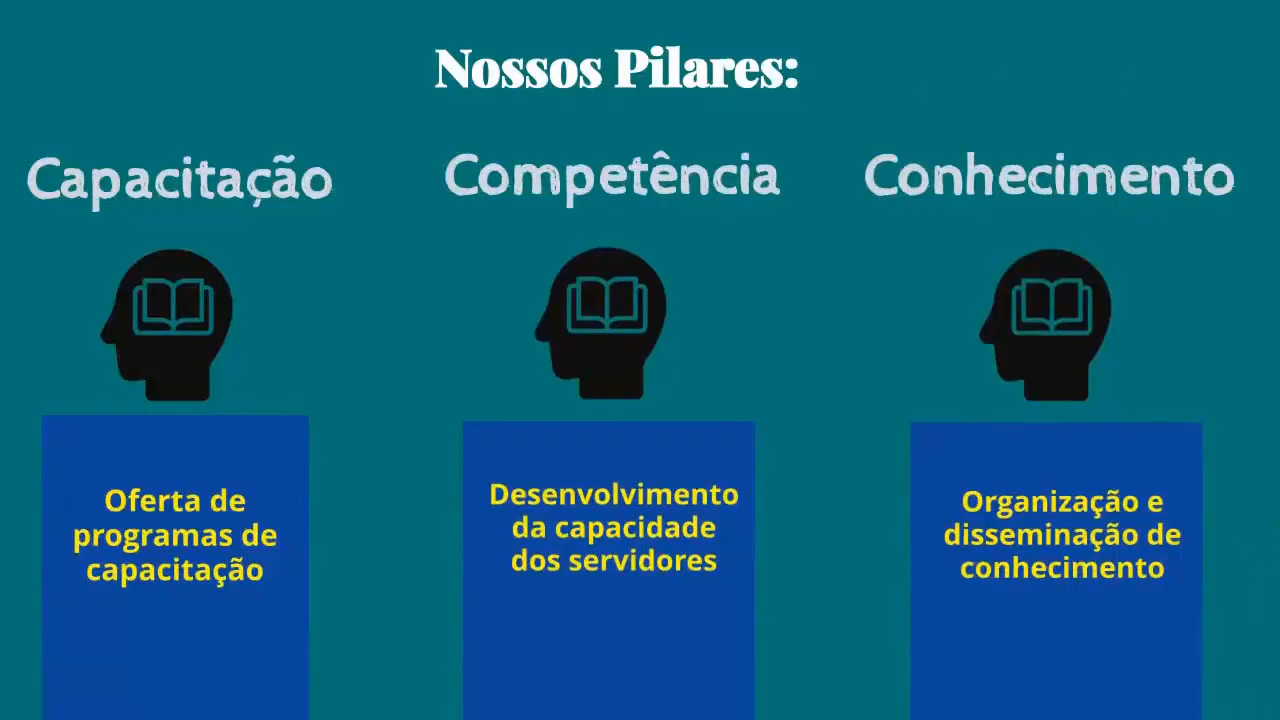 Nossos Pilares:
Capacitação
Competência
Conhecimento
Oferta de
programas de
capacitação
Desenvolvimento
da capacidade
dos servidores
Organização e
disseminação de
conhecimento